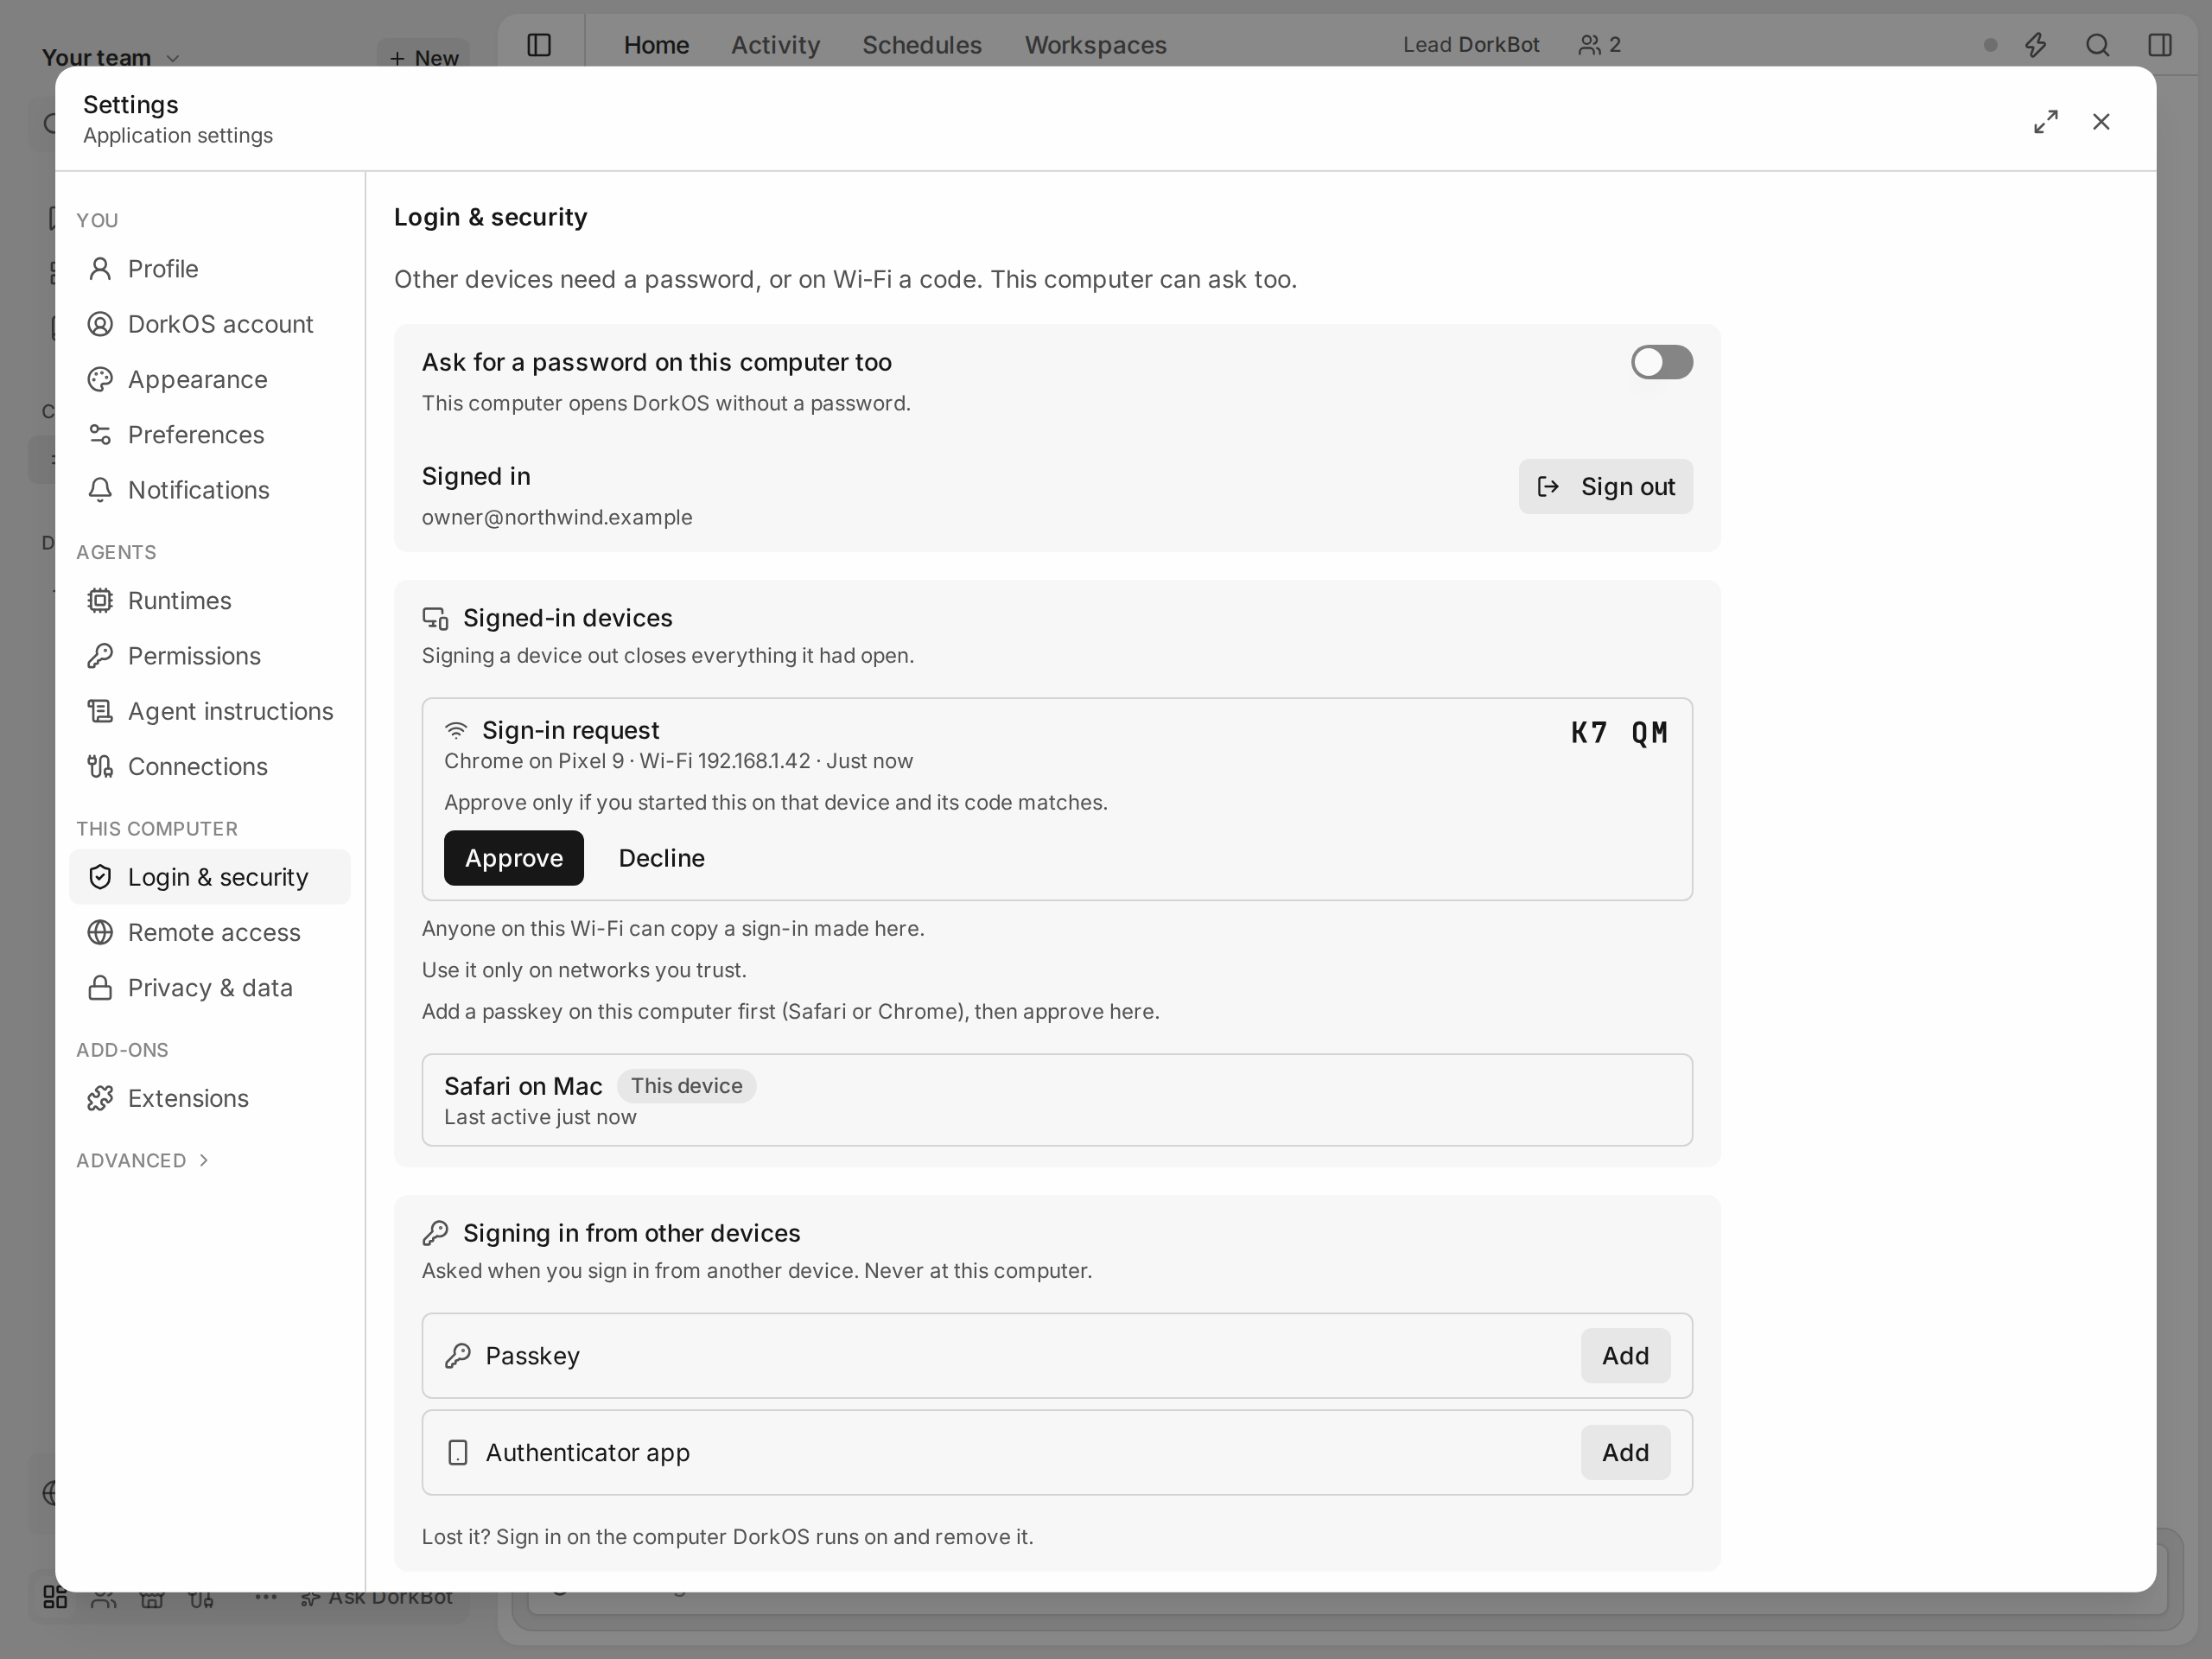 Your team
+ New
Home
Activity
Schedules
Workspaces
Lead DorkBot
2
Settings
Application settings
YOU
Profile
DorkOS account
Appearance
Preferences
Notifications
AGENTS
Runtimes
Permissions
Agent instructions
Connections
THIS COMPUTER
Login & security
Remote access
Privacy & data
ADD-ONS
Extensions
ADVANCED
Login & security
Other devices need a password, or on Wi-Fi a code. This computer can ask too.
Ask for a password on this computer too
This computer opens DorkOS without a password.
Signed in
owner@northwind.example
Sign out
Signed-in devices
Signing a device out closes everything it had open.
Sign-in request
K7 QM
Chrome on Pixel 9 · Wi-Fi 192.168.1.42 · Just now
Approve only if you started this on that device and its code matches.
Approve
Decline
Anyone on this Wi-Fi can copy a sign-in made here.
Use it only on networks you trust.
Add a passkey on this computer first (Safari or Chrome), then approve here.
Safari on Mac
This device
Last active just now
Signing in from other devices
Asked when you sign in from another device. Never at this computer.
Passkey
Add
Authenticator app
Add
Lost it? Sign in on the computer DorkOS runs on and remove it.
Ask DorkBot